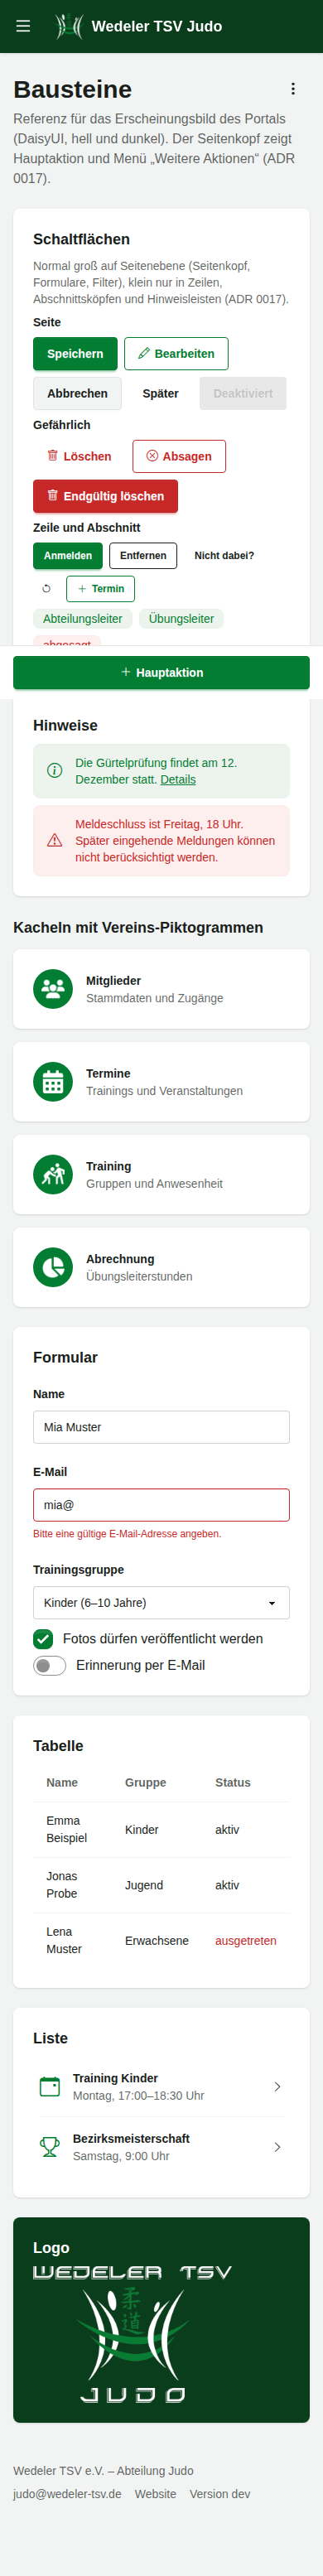 Wedeler TSV Judo
Bausteine
Referenz für das Erscheinungsbild des Portals
(DaisyUI, hell und dunkel). Der Seitenkopf zeigt
Hauptaktion und Menü „Weitere Aktionen“ (ADR
0017).
Schaltflächen
Normal groß auf Seitenebene (Seitenkopf,
Formulare, Filter), klein nur in Zeilen,
Abschnittsköpfen und Hinweisleisten (ADR 0017).
Seite
Speichern Bearbeiten
Abbrechen Später Deaktiviert
Gefährlich
Löschen Absagen
Endgültig löschen
Zeile und Abschnitt
Anmelden Entfernen Nicht dabei?
Termin
Abteilungsleiter Übungsleiter
abgesagt
Hauptaktion
Hinweise
Die Gürtelprüfung findet am 12.
Dezember statt. Details
Meldeschluss ist Freitag, 18 Uhr.
Später eingehende Meldungen können
nicht berücksichtigt werden.
Kacheln mit Vereins-Piktogrammen
Mitglieder
Stammdaten und Zugänge
Termine
Trainings und Veranstaltungen
Training
Gruppen und Anwesenheit
Abrechnung
Übungsleiterstunden
Formular
Name
Mia Muster
E-Mail
mia@
Bitte eine gültige E-Mail-Adresse angeben.
Trainingsgruppe
Kinder (6–10 Jahre)
Fotos dürfen veröffentlicht werden
Erinnerung per E-Mail
Tabelle
Name Gruppe Status
Emma
Beispiel
Kinder aktiv
Jonas
Probe
Jugend aktiv
Lena
Muster
Erwachsene ausgetreten
Liste
Training Kinder
Montag, 17:00–18:30 Uhr
Bezirksmeisterschaft
Samstag, 9:00 Uhr
Logo
WEDELER TSV
柔
道
JUDO
Wedeler TSV e.V. – Abteilung Judo
judo@wedeler-tsv.de Website Version dev